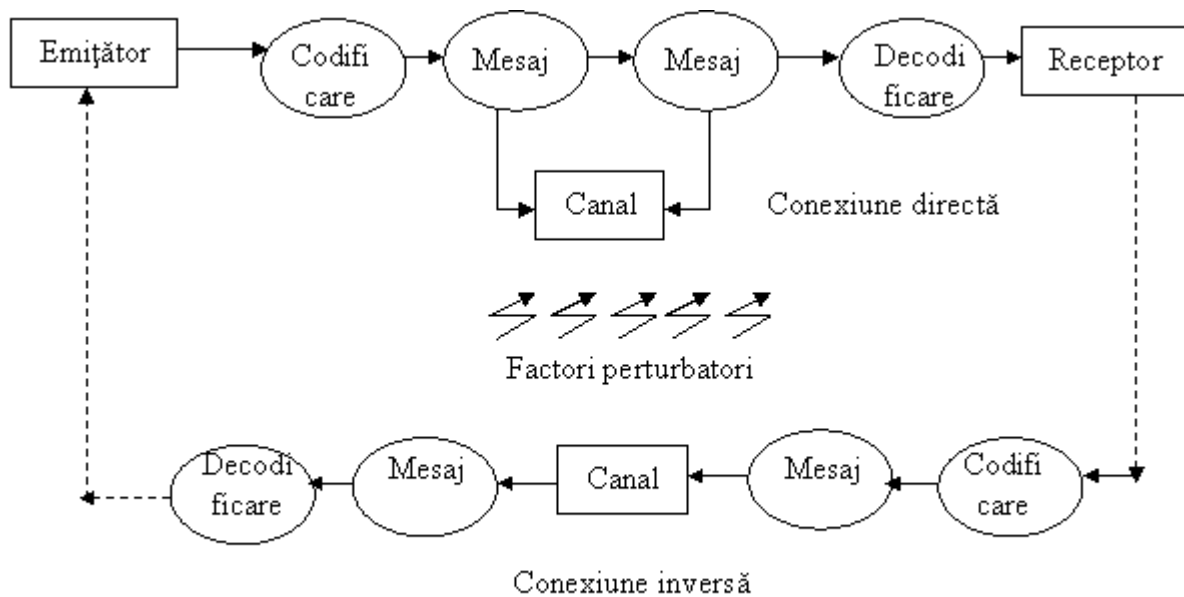 Emiţător
Codifi
care
Mesaj
Mesaj
Decodi
ficare
Receptor
Canal
Conexiune directă
Factori perturbatori
Decodi
ficare
Mesaj
Canal
Mesaj
Codifi
care
Conexiune inversă